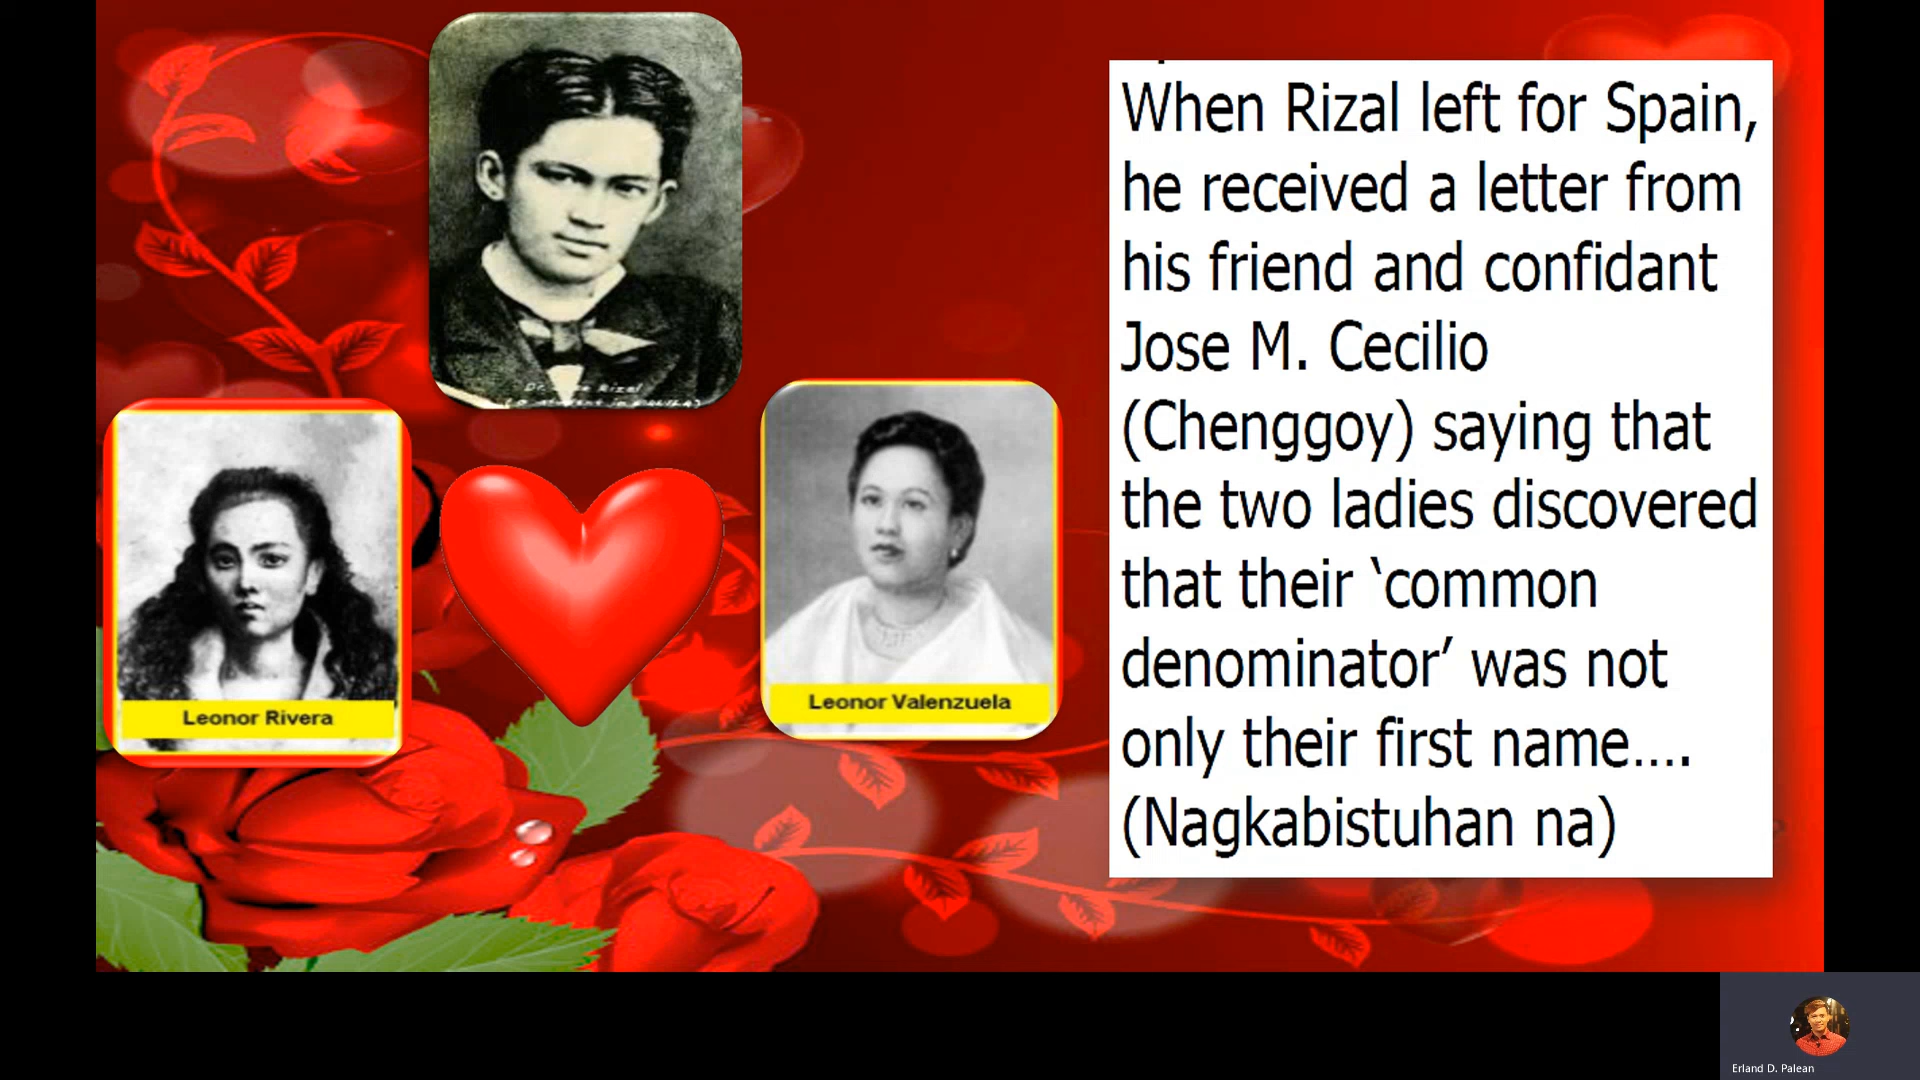 When Rizal left for Spain,
he received a letter from
his friend and confidant
Jose M. Cecilio
(Chenggoy) saying that
the two ladies discovered
that their ‘common
denominator’ was not
only their first name....
(Nagkabistuhan na)
Leonor Rivera
Leonor Valenzuela
Rizal
Erland D. Palean